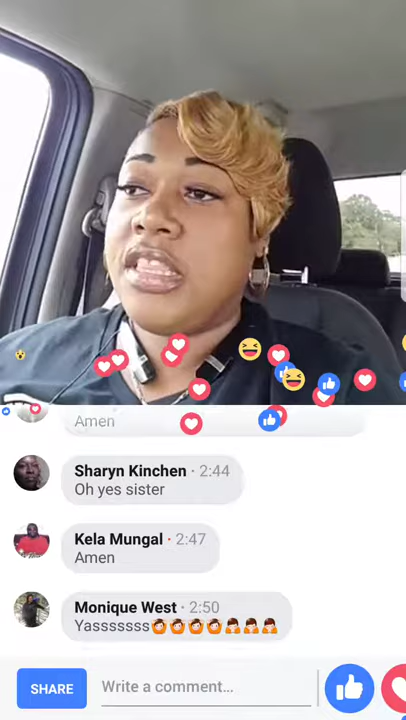 Amen
Sharyn Kinchen · 2:44
Oh yes sister
Kela Mungal · 2:47
Amen
Monique West · 2:50
Yasssssss🙆🙆🙆🙆🙇🙇🙇
SHARE
Write a comment...